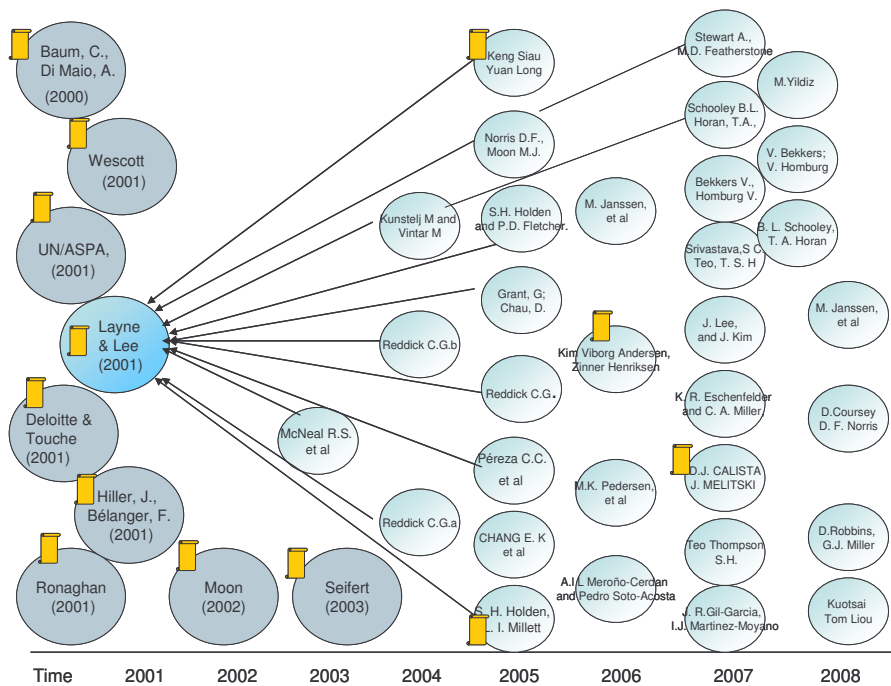 Baum, C.,
Di Maio, A.
(2000)
Wescott
(2001)
UN/ASPA,
(2001)
Layne
& Lee
(2001)
Deloitte &
Touche
(2001)
Hiller, J.,
Bélanger, F.
(2001)
Ronaghan
(2001)
Moon
(2002)
Seifert
(2003)
McNeal R.S.
et al
Kunstelj M and
Vintar M
Reddick C.G.b
Reddick C.G.a
Keng Siau
Yuan Long
Norris D.F.,
Moon M.J.
S.H. Holden
and P.D. Fletcher.
Grant, G;
Chau, D.
Reddick C.G.
Péreza C.C.
et al
CHANG E. K
et al
S. H. Holden,
L. I. Millett
M. Janssen,
et al
Kim Viborg Andersen,
Zinner Henriksen
M.K. Pedersen,
et al
A.l L Meroño-Cerdan
and Pedro Soto-Acosta
Stewart A.,
M.D. Featherstone
Schooley B.L.
Horan, T.A.,
Bekkers V.,
Homburg V.
Srivastava,S C.
Teo, T. S. H
J. Lee,
and J. Kim
K. R. Eschenfelder
and C. A. Miller,
D.J. CALISTA
J. MELITSKI
Teo Thompson
S.H.
J. R.Gil-Garcia,
I.J. Martinez-Moyano
M.Yildiz
V. Bekkers;
V. Homburg
B. L. Schooley,
T. A. Horan
M. Janssen,
et al
D.Coursey
D. F. Norris
D.Robbins,
G.J. Miller
Kuotsai
Tom Liou
Time 2001 2002 2003 2004 2005 2006 2007 2008